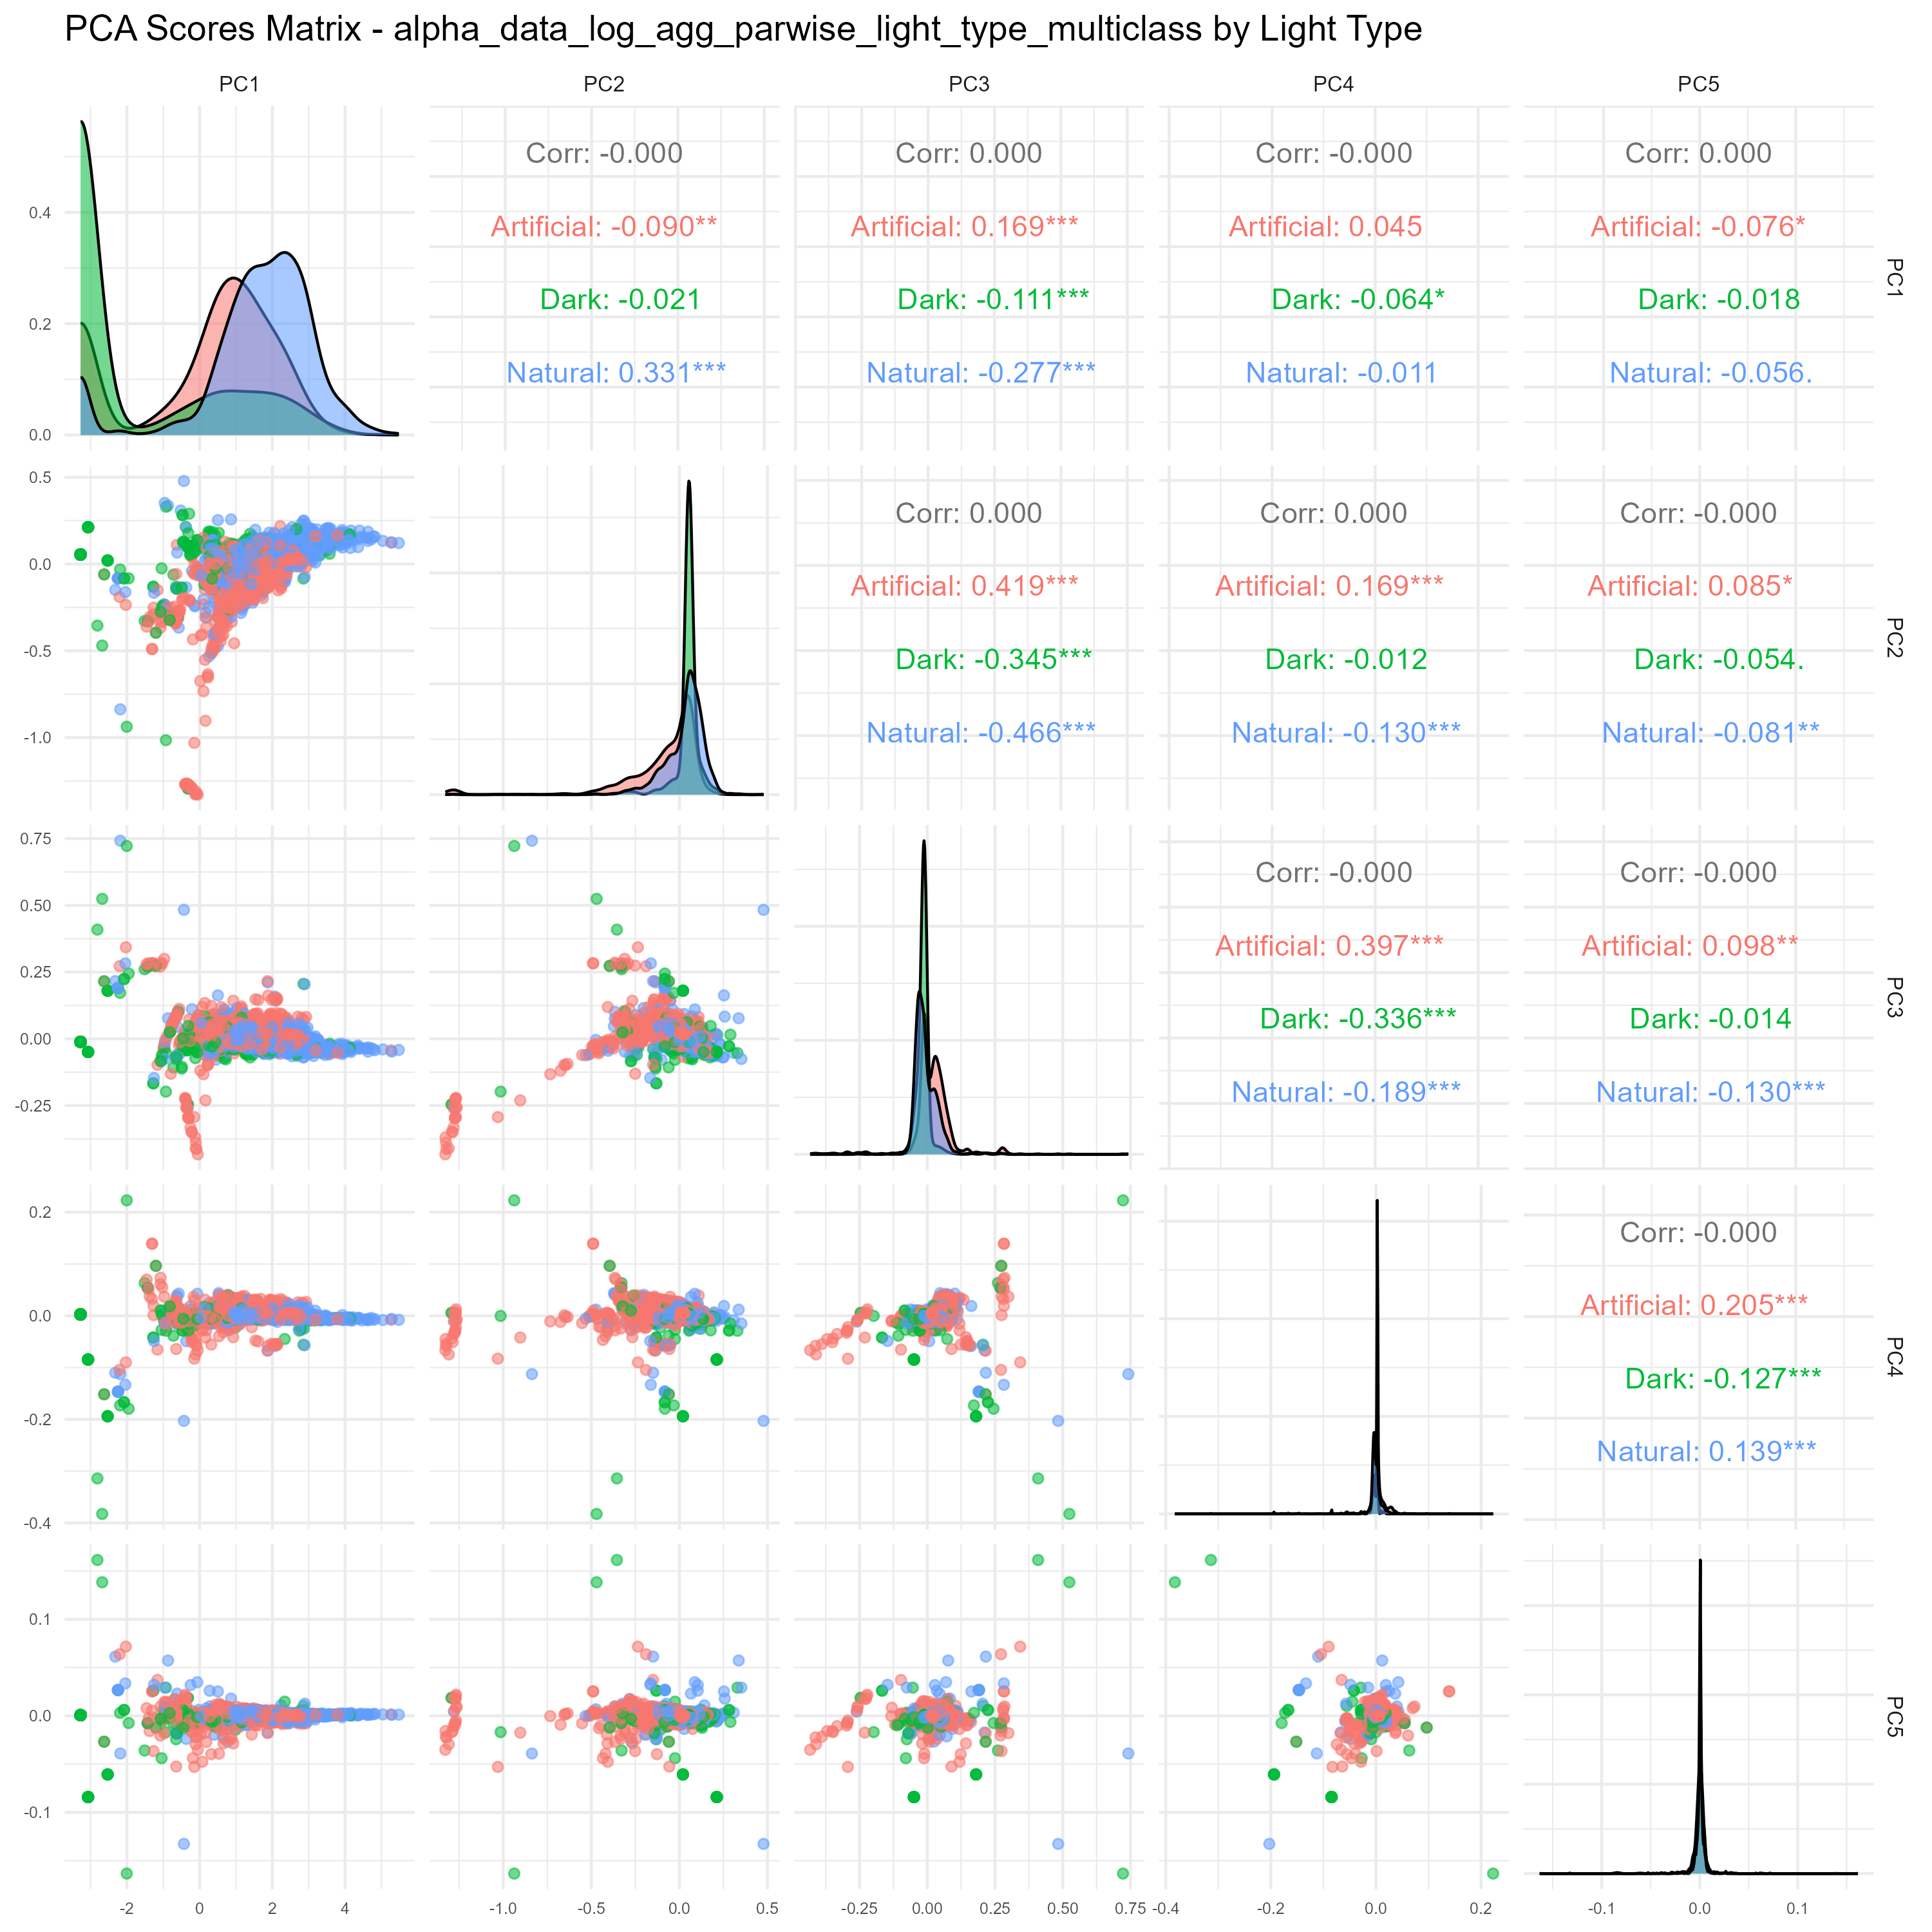 PCA Scores Matrix - alpha_data_log_agg_parwise_light_type_multiclass by Light Type
PC1 PC2 PC3 PC4 PC5
Corr: -0.000 Corr: 0.000 Corr: -0.000 Corr: 0.000
0.4
Artificial: -0.090** Artificial: 0.169*** Artificial: 0.045 Artificial: -0.076*
PC1
0.2
Dark: -0.021 Dark: -0.111*** Dark: -0.064* Dark: -0.018
Natural: 0.331*** Natural: -0.277*** Natural: -0.011 Natural: -0.056.
0.0
0.5
Corr: 0.000 Corr: 0.000 Corr: -0.000
0.0
Artificial: 0.419*** Artificial: 0.169*** Artificial: 0.085*
PC2
-0.5
Dark: -0.345*** Dark: -0.012 Dark: -0.054.
-1.0
Natural: -0.466*** Natural: -0.130*** Natural: -0.081**
0.75
Corr: -0.000 Corr: -0.000
0.50
Artificial: 0.397*** Artificial: 0.098**
0.25
PC3
0.00
Dark: -0.336*** Dark: -0.014
-0.25
Natural: -0.189*** Natural: -0.130***
0.2
Corr: -0.000
0.0
Artificial: 0.205***
PC4
-0.2
Dark: -0.127***
Natural: 0.139***
-0.4
0.1
0.0
PC5
-0.1
-2 0 2 4 -1.0 -0.5 0.0 0.5 -0.25 0.00 0.25 0.50 0.75 -0.4 -0.2 0.0 0.2 -0.1 0.0 0.1